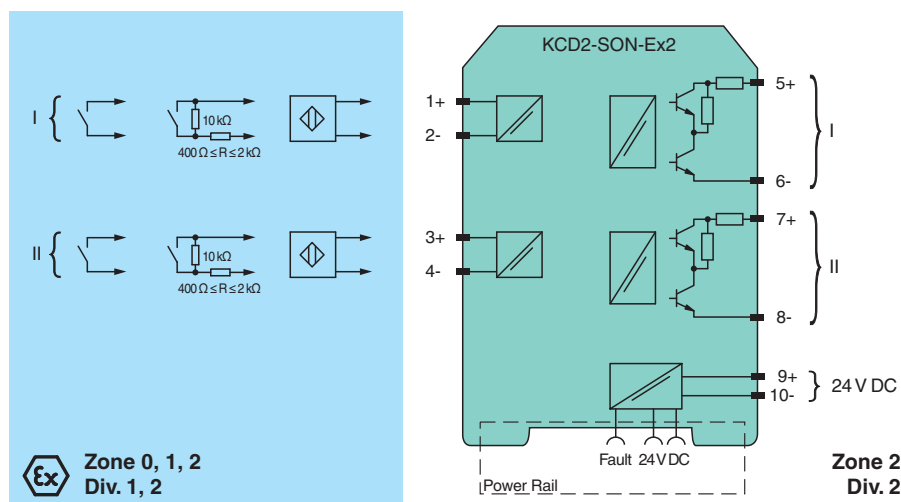 KCD2-SON-Ex2
I
10 kΩ
400 Ω ≤ R ≤ 2 kΩ
1+
2-
5+
6-
I
II
10 kΩ
400 Ω ≤ R ≤ 2 kΩ
3+
4-
7+
8-
II
9+
10-
24 V DC
Fault 24 V DC
Power Rail
Ex
Zone 0, 1, 2
Div. 1, 2
Zone 2
Div. 2